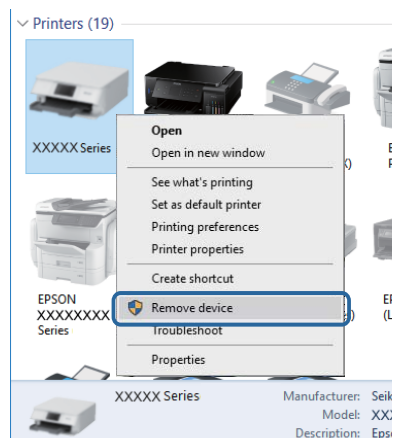 Printers (19)
XXXXX Series
Open
Open in new window
See what's printing
Set as default printer
Printing preferences
Printer properties
Create shortcut
Remove device
Troubleshoot
Properties
EPSON
XXXXXXXX
Series
XXXXX Series
Manufacturer:
Model:
Description: